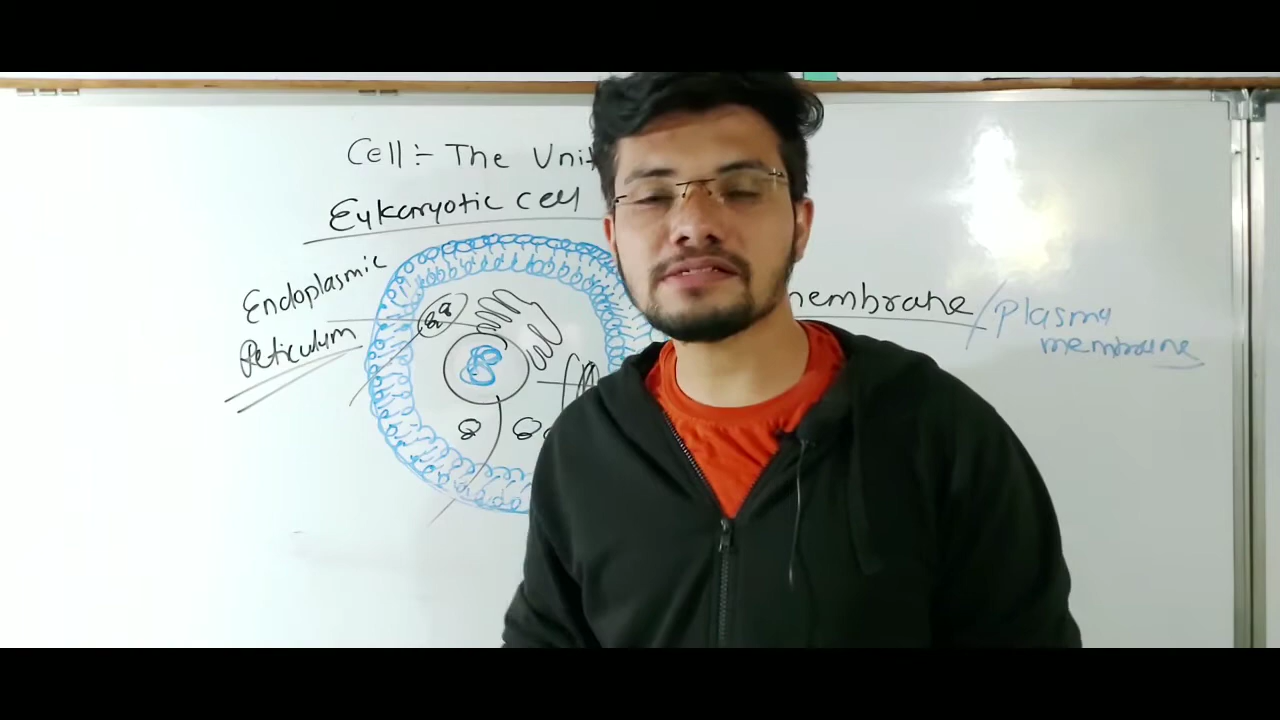 Cell :- The Unit
Eukaryotic cell
Endoplasmic
Reticulum
membrane / Plasma
membrane